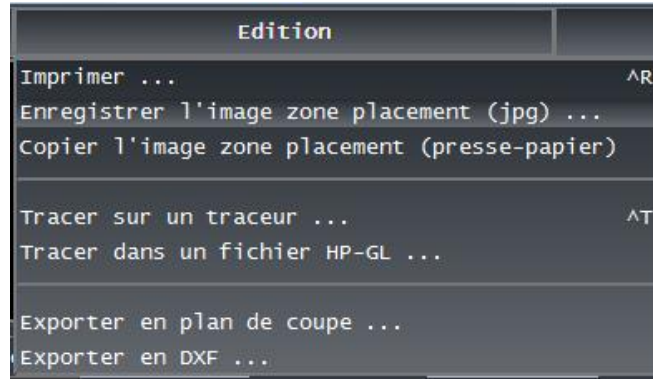 Edition
Imprimer ... ^R
Enregistrer l'image zone placement (jpg) ...
Copier l'image zone placement (presse-papier)
Tracer sur un traceur ... ^T
Tracer dans un fichier HP-GL ...
Exporter en plan de coupe ...
Exporter en DXF ...